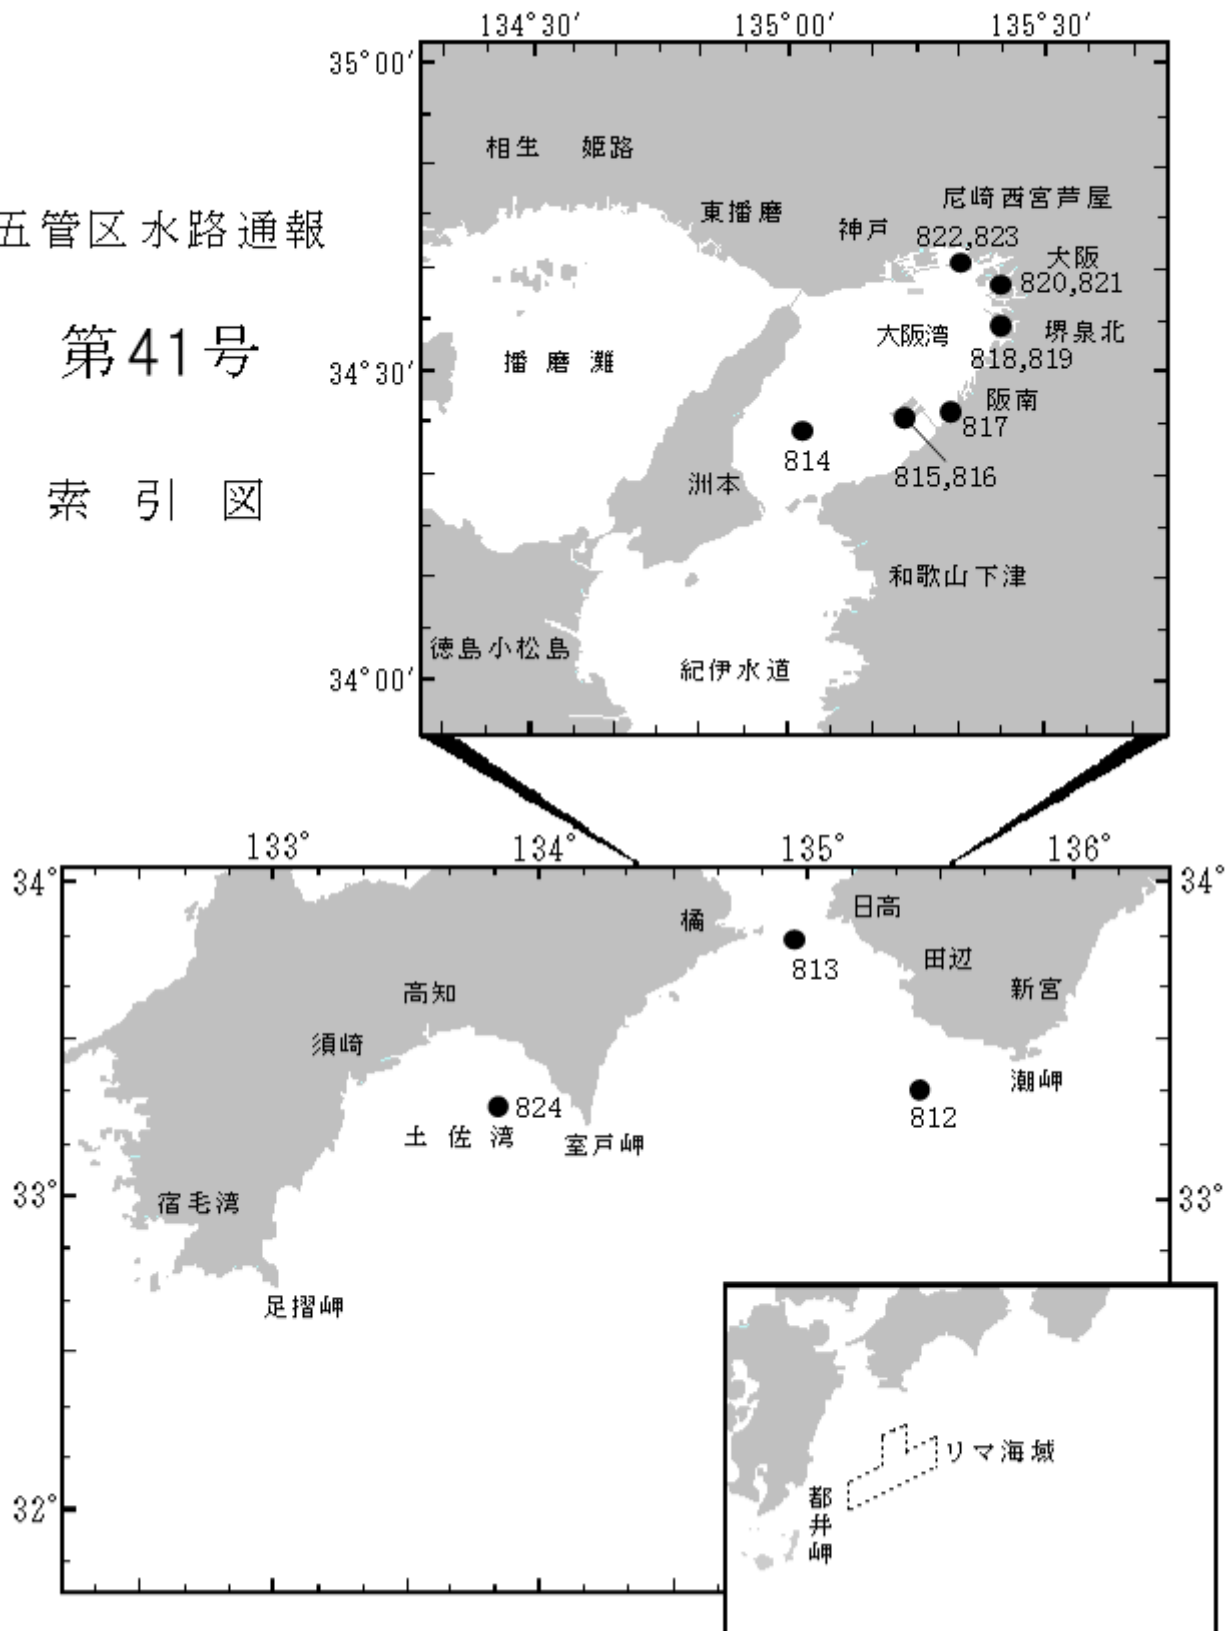 五管区水路通報
第41号
索引図
134°30′ 135°00′ 135°30′
35°00′
34°30′
34°00′
相生 姫路
東播磨
神戸
尼崎西宮芦屋
822,823
大阪
820,821
大阪湾
堺泉北
818,819
播磨灘
阪南
817
814
815,816
洲本
和歌山下津
徳島小松島
紀伊水道
133° 134° 135° 136°
34° 34°
橘
日高
813
田辺
高知
新宮
須崎
潮岬
824
812
土佐湾
室戸岬
33° 33°
宿毛湾
足摺岬
32°
リマ海域
都井岬